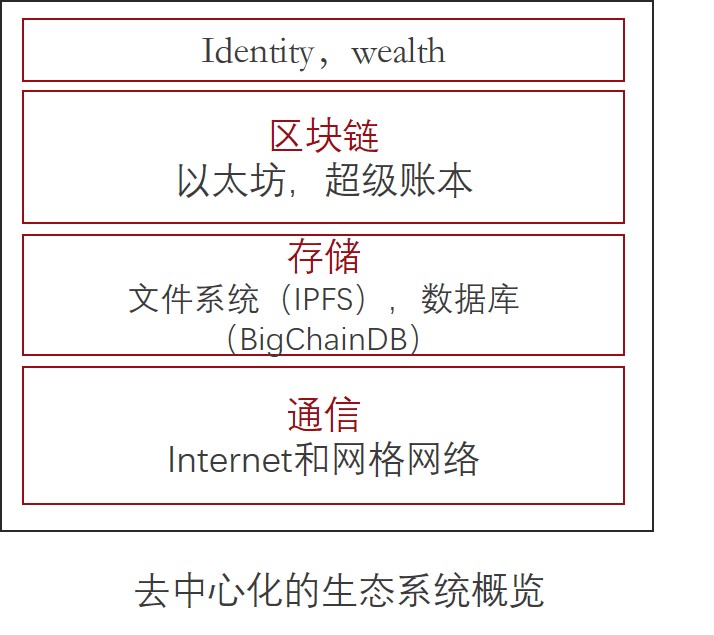 Identity，wealth
区块链
以太坊，超级账本
存储
文件系统（IPFS），数据库
（BigChainDB）
通信
Internet和网格网络
去中心化的生态系统概览